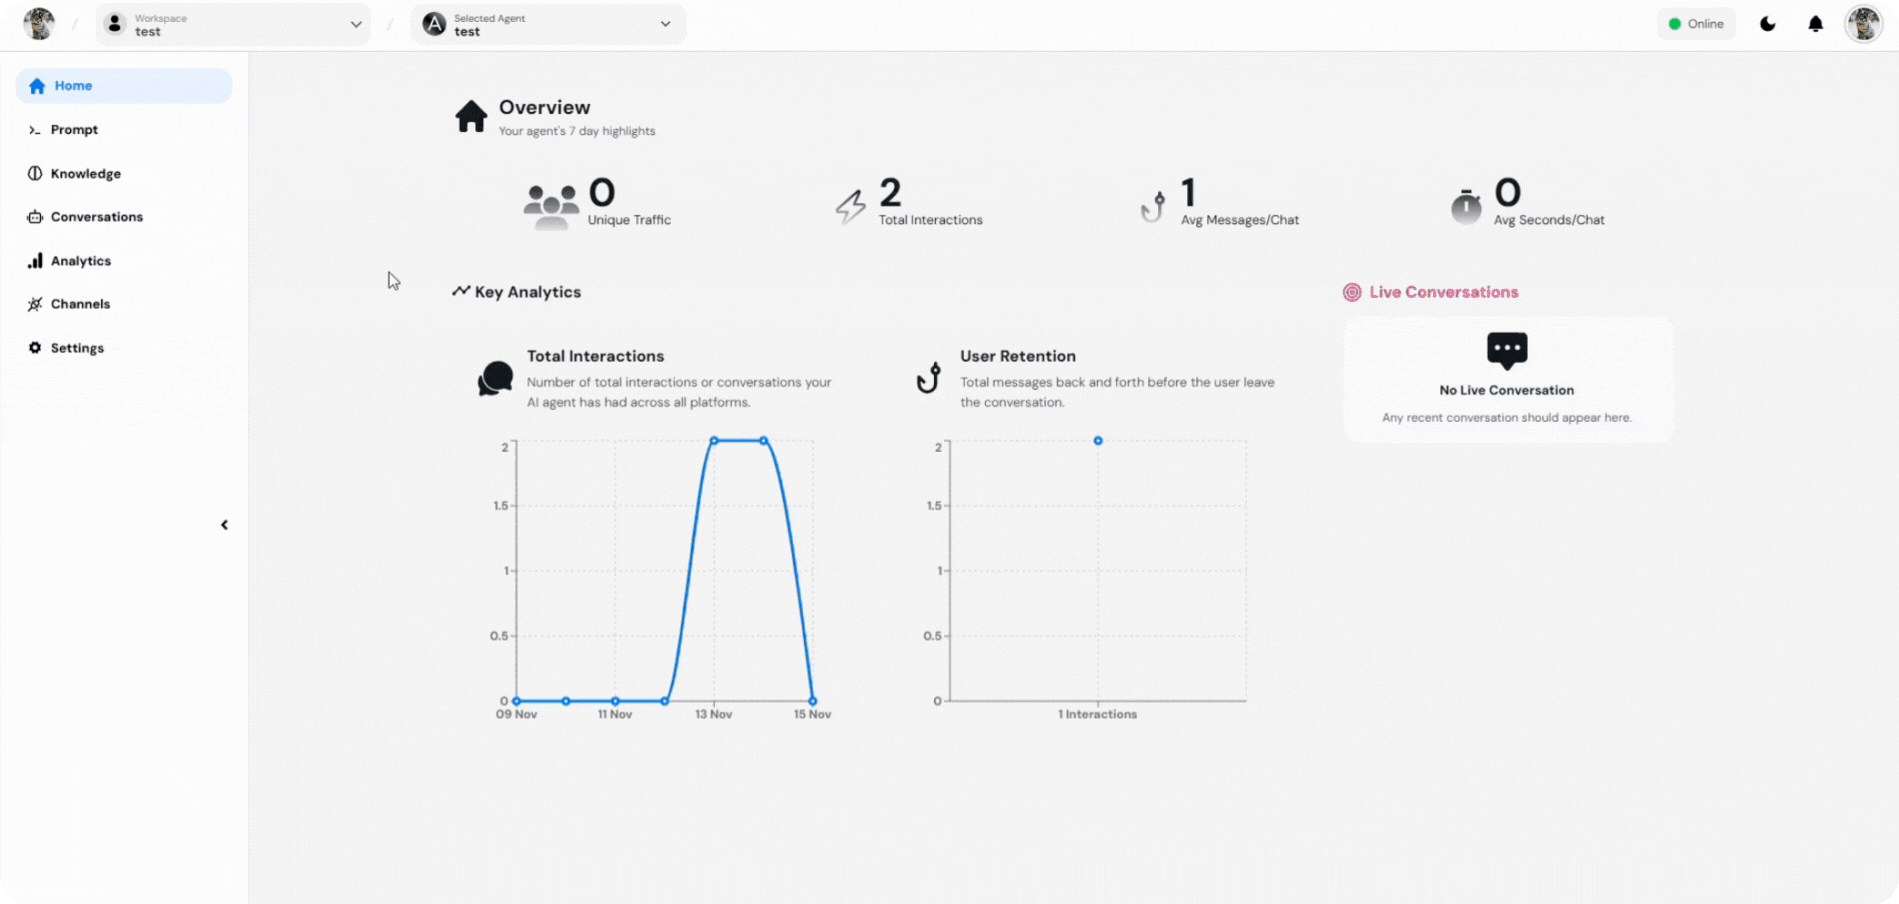 Workspace
test
Selected Agent
test
Online
Home
Prompt
Knowledge
Conversations
Analytics
Channels
Settings
Overview
Your agent's 7 day highlights
0
Unique Traffic
2
Total Interactions
1
Avg Messages/Chat
0
Avg Seconds/Chat
Key Analytics
Total Interactions
Number of total interactions or conversations your
AI agent has had across all platforms.
2
1.5
1
0.5
0
09 Nov
11 Nov
13 Nov
15 Nov
User Retention
Total messages back and forth before the user leave
the conversation.
2
1.5
1
0.5
0
1 Interactions
Live Conversations
No Live Conversation
Any recent conversation should appear here.